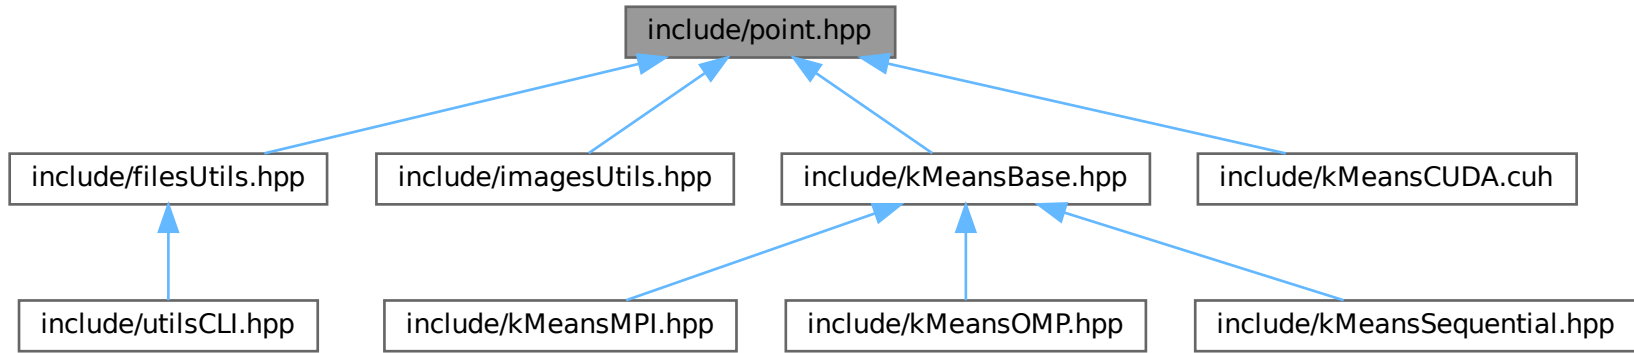 include/point.hpp
include/filesUtils.hpp
include/imagesUtils.hpp
include/kMeansBase.hpp
include/kMeansCUDA.cuh
include/utilsCLI.hpp
include/kMeansMPI.hpp
include/kMeansOMP.hpp
include/kMeansSequential.hpp